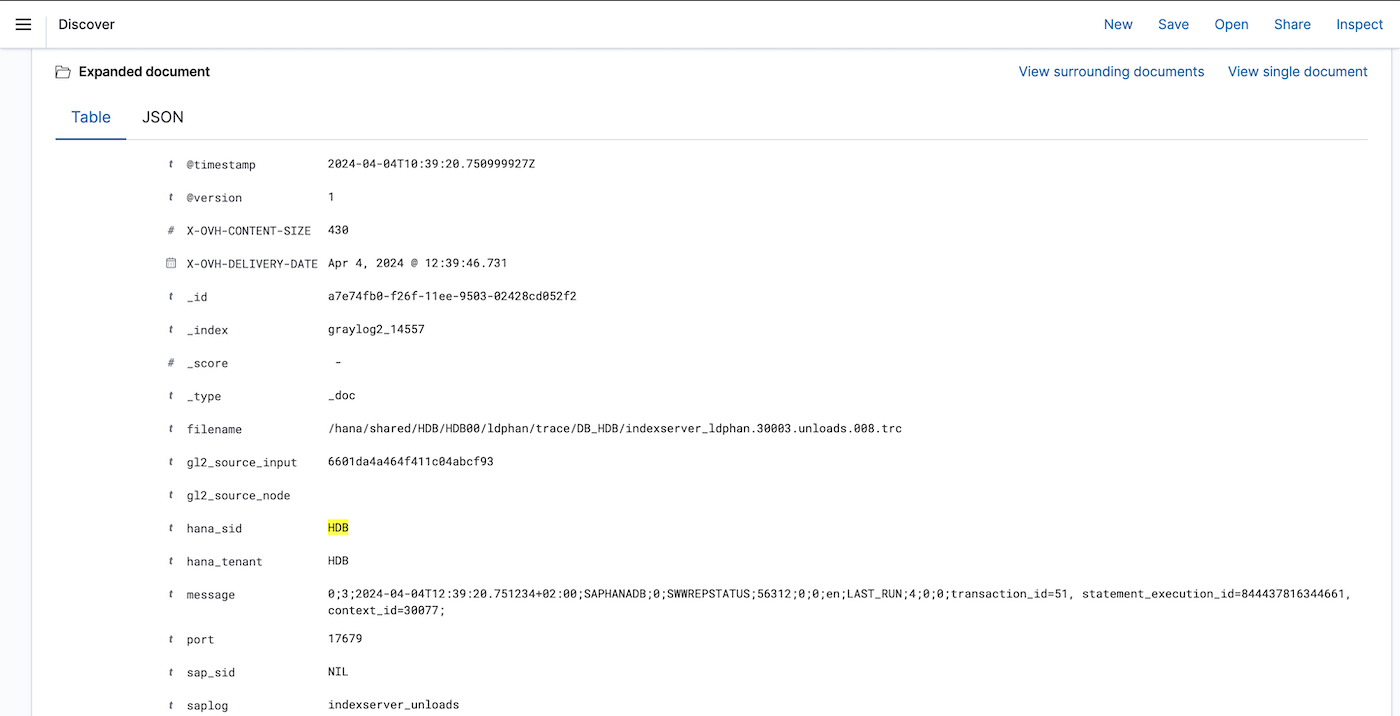 Discover New Save Open Share Inspect
Expanded document View surrounding documents View single document
Table JSON
t @timestamp 2024-04-04T10:39:20.750999927Z
t @version 1
# X-OVH-CONTENT-SIZE 430
X-OVH-DELIVERY-DATE Apr 4, 2024 @ 12:39:46.731
t _id a7e74fb0-f26f-11ee-9503-02428cd052f2
t _index graylog2_14557
# _score -
t _type _doc
t filename /hana/shared/HDB/HDB00/ldphan/trace/DB_HDB/indexserver_ldphan.30003.unloads.008.trc
t gl2_source_input 6601da4a464f411c04abcf93
t gl2_source_node
t hana_sid HDB
t hana_tenant HDB
t message 0;3;2024-04-04T12:39:20.751234+02:00;SAPHANADB;0;SWWREPSTATUS;56312;0;0;en;LAST_RUN;4;0;0;transaction_id=51, statement_execution_id=844437816344661,
context_id=30077;
t port 17679
t sap_sid NIL
t saplog indexserver_unloads